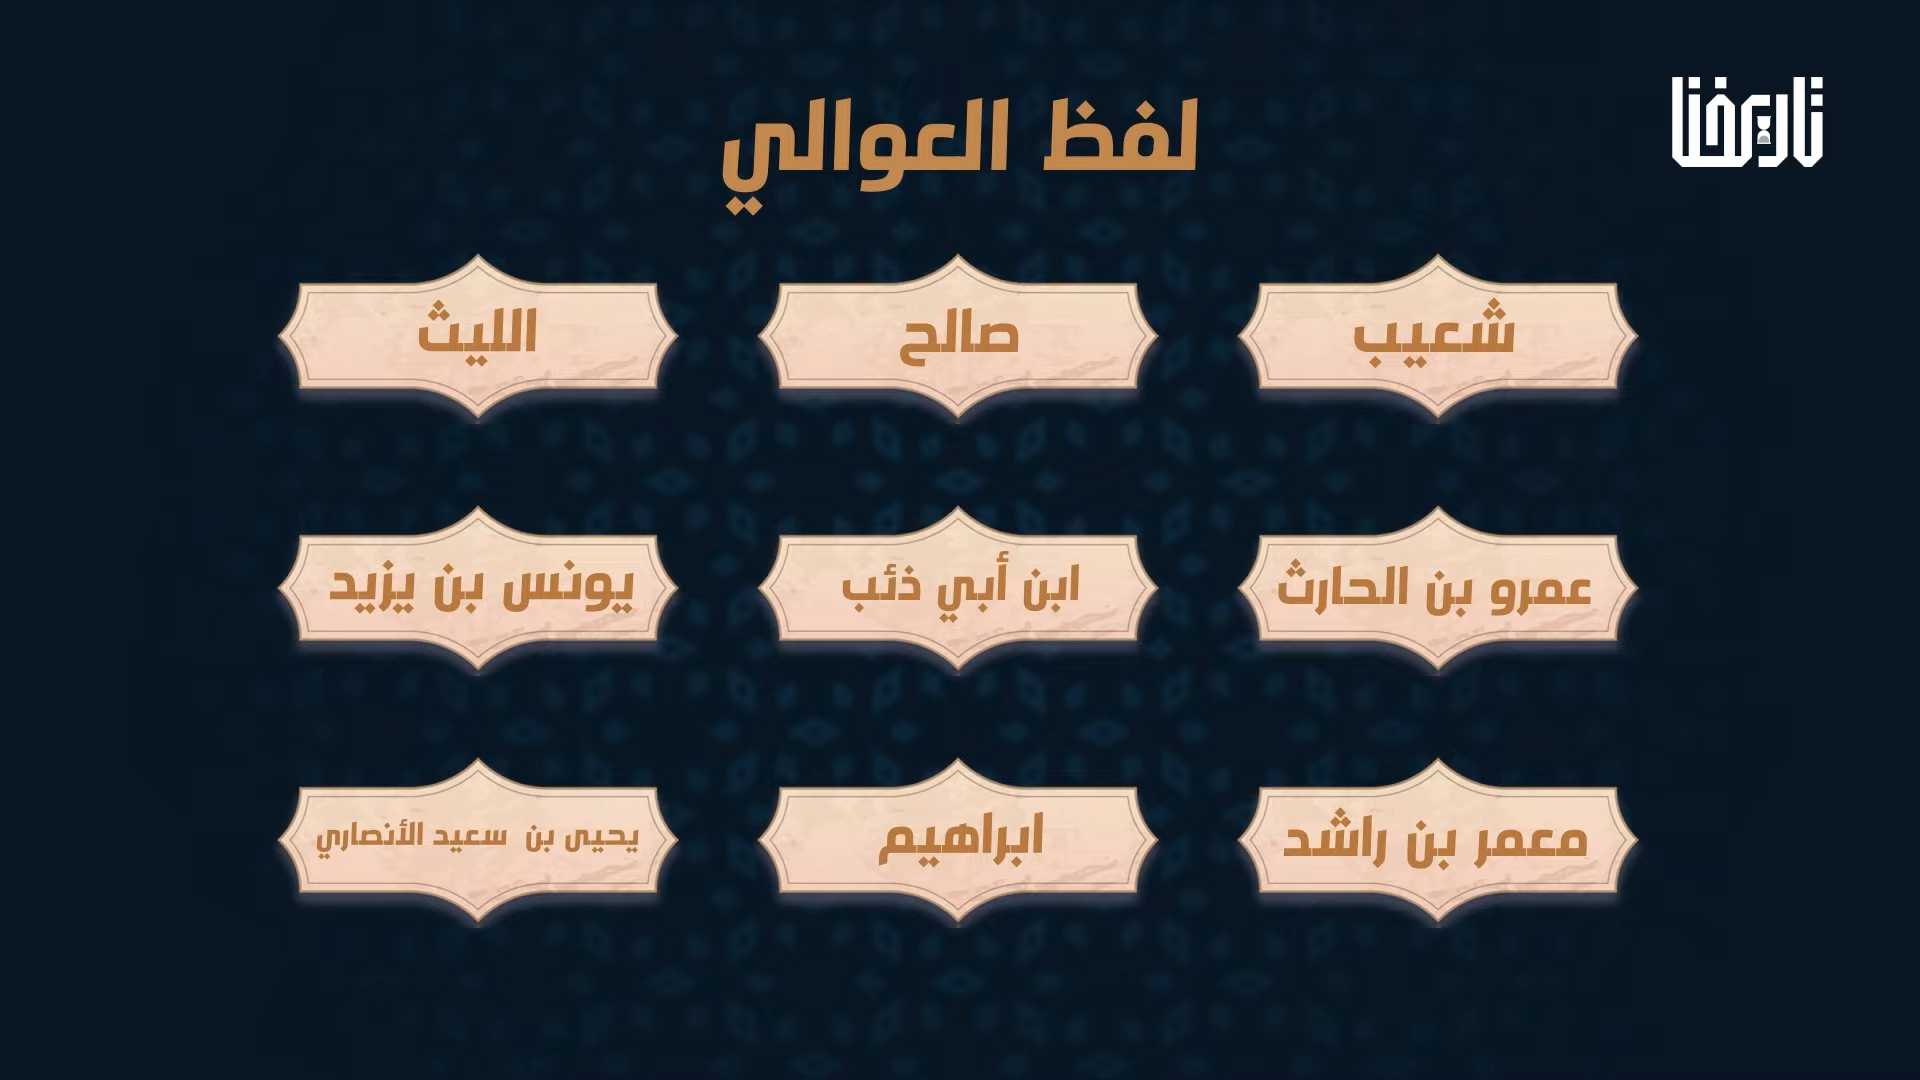 تاريخنا
لفظ العوالي
شعيب
صالح
الليث
عمرو بن الحارث
ابن أبي ذئب
يونس بن يزيد
معمر بن راشد
ابراهيم
يحيى بن سعيد الأنصاري